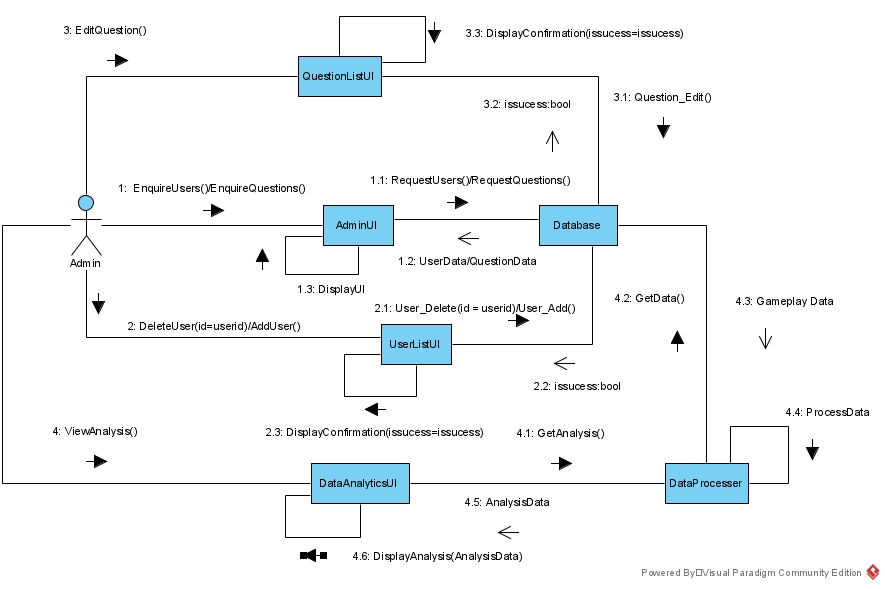 3: EditQuestion()
3.3: DisplayConfirmation(issucess=issucess)
QuestionListUI
3.1: Question_Edit()
3.2: issucess:bool
1: EnquireUsers()/EnquireQuestions()
1.1: RequestUsers()/RequestQuestions()
AdminUI
Database
Admin
1.2: UserData/QuestionData
1.3: DisplayUI
2.1: User_Delete(id = userid)/User_Add()
4.2: GetData()
4.3: Gameplay Data
2: DeleteUser(id=userid)/AddUser()
UserListUI
2.2: issucess:bool
4.4: ProcessData
4: ViewAnalysis()
2.3: DisplayConfirmation(issucess=issucess)
4.1: GetAnalysis()
DataAnalyticsUI
DataProcesser
4.5: AnalysisData
4.6: DisplayAnalysis(AnalysisData)
Powered By□Visual Paradigm Community Edition